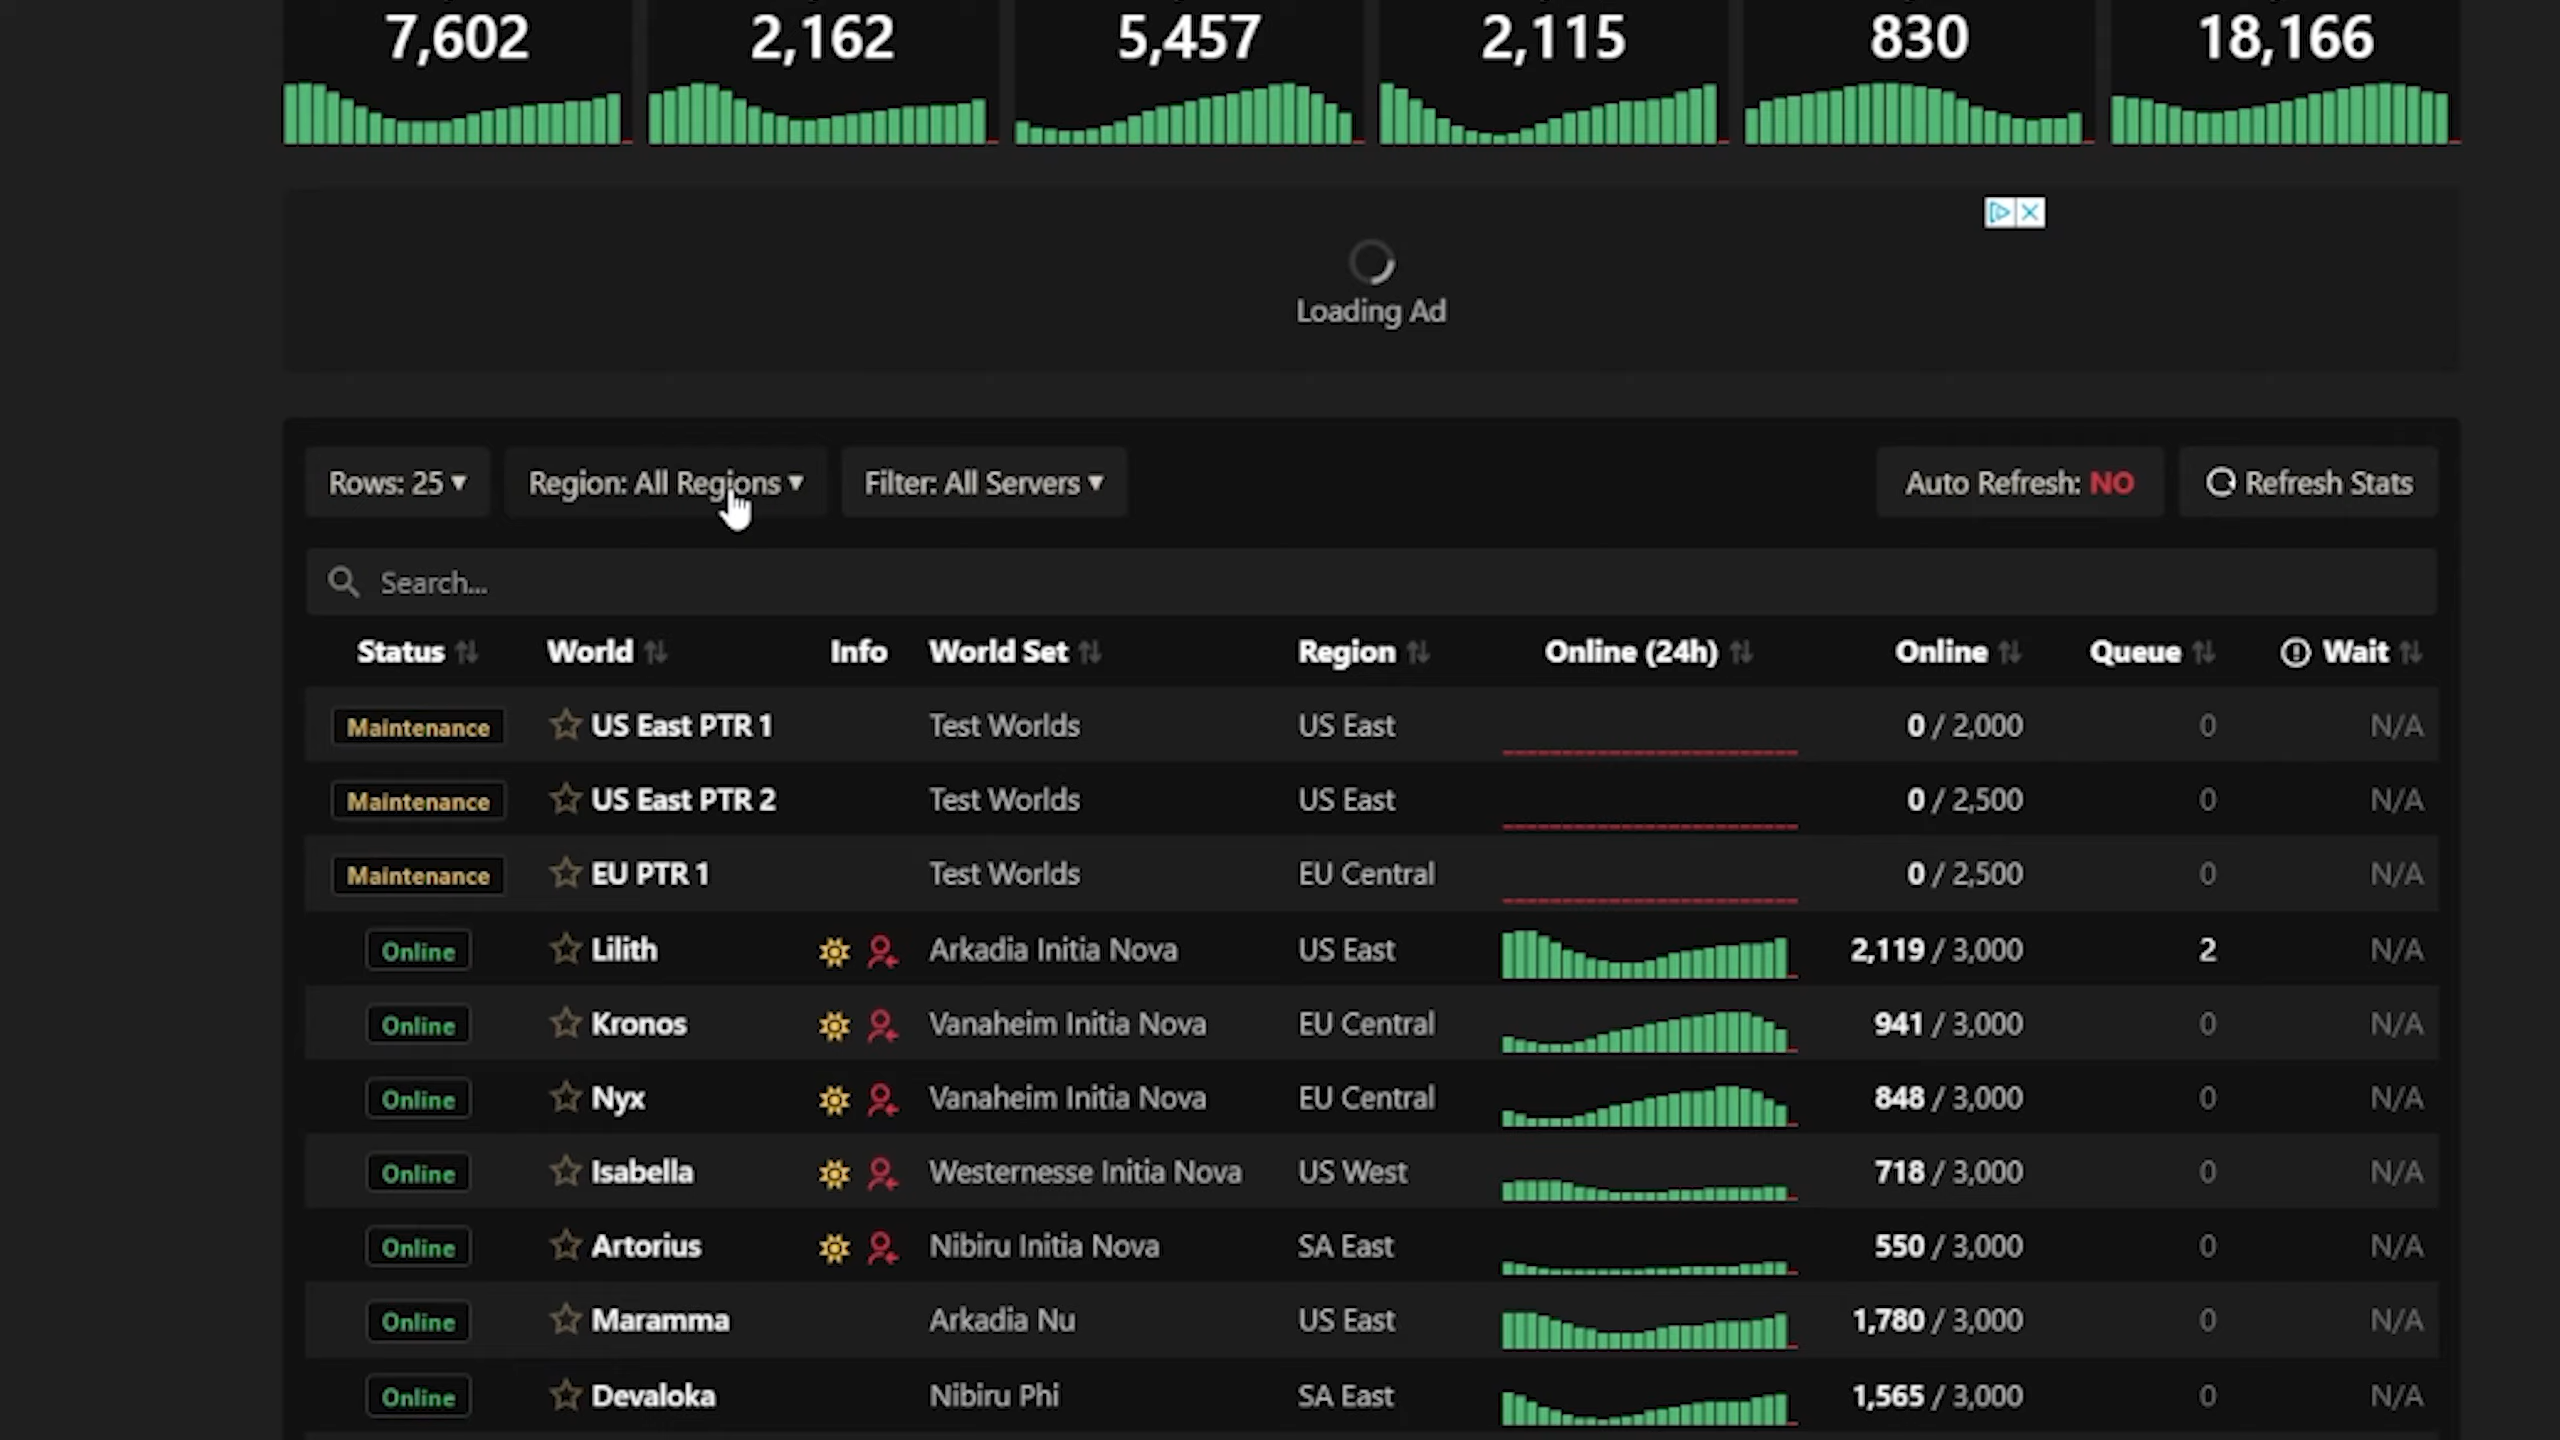 7,602 2,162 5,457 2,115 830 18,166
Loading Ad
Rows: 25 ▾ Region: All Regions ▾ Filter: All Servers ▾ Auto Refresh: NO Refresh Stats
Search...
Status World Info World Set Region Online (24h) Online Queue Wait
Maintenance US East PTR 1 Test Worlds US East 0 / 2,000 0 N/A
Maintenance US East PTR 2 Test Worlds US East 0 / 2,500 0 N/A
Maintenance EU PTR 1 Test Worlds EU Central 0 / 2,500 0 N/A
Online Lilith Arkadia Initia Nova US East 2,119 / 3,000 2 N/A
Online Kronos Vanaheim Initia Nova EU Central 941 / 3,000 0 N/A
Online Nyx Vanaheim Initia Nova EU Central 848 / 3,000 0 N/A
Online Isabella Westernesse Initia Nova US West 718 / 3,000 0 N/A
Online Artorius Nibiru Initia Nova SA East 550 / 3,000 0 N/A
Online Maramma Arkadia Nu US East 1,780 / 3,000 0 N/A
Online Devaloka Nibiru Phi SA East 1,565 / 3,000 0 N/A